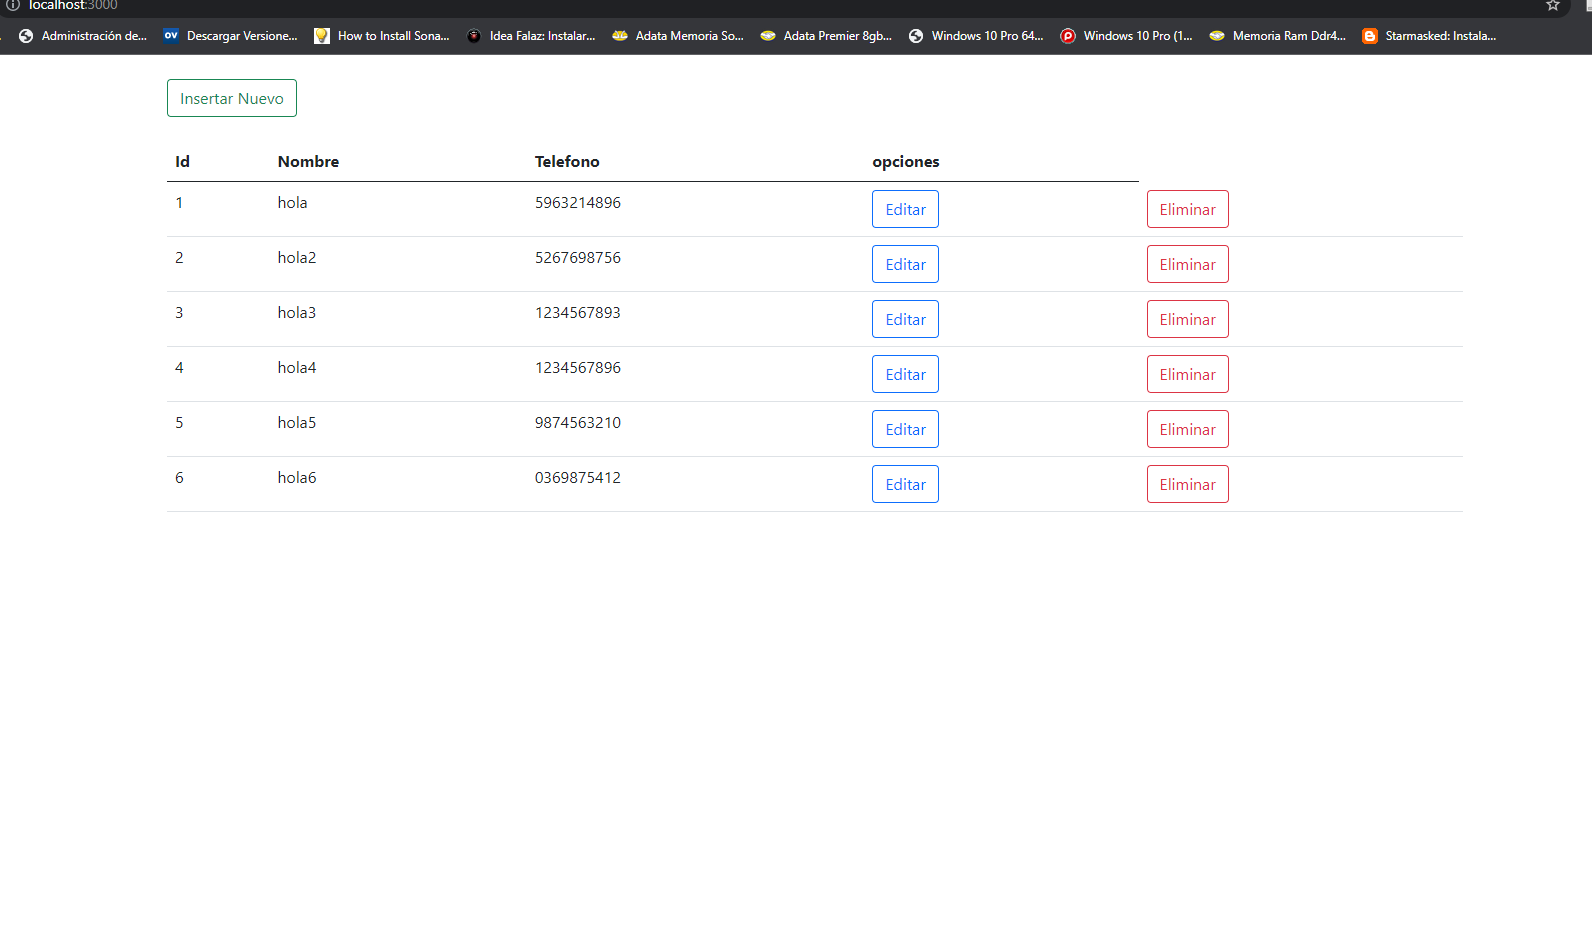 localhost:3000
Administración de... Descargar Versione... How to Install Sona... Idea Falaz: Instalar... Adata Memoria So... Adata Premier 8gb... Windows 10 Pro 64... Windows 10 Pro (1... Memoria Ram Ddr4... Starmasked: Instala...
Insertar Nuevo
Id Nombre Telefono opciones
1 hola 5963214896 Editar Eliminar
2 hola2 5267698756 Editar Eliminar
3 hola3 1234567893 Editar Eliminar
4 hola4 1234567896 Editar Eliminar
5 hola5 9874563210 Editar Eliminar
6 hola6 0369875412 Editar Eliminar